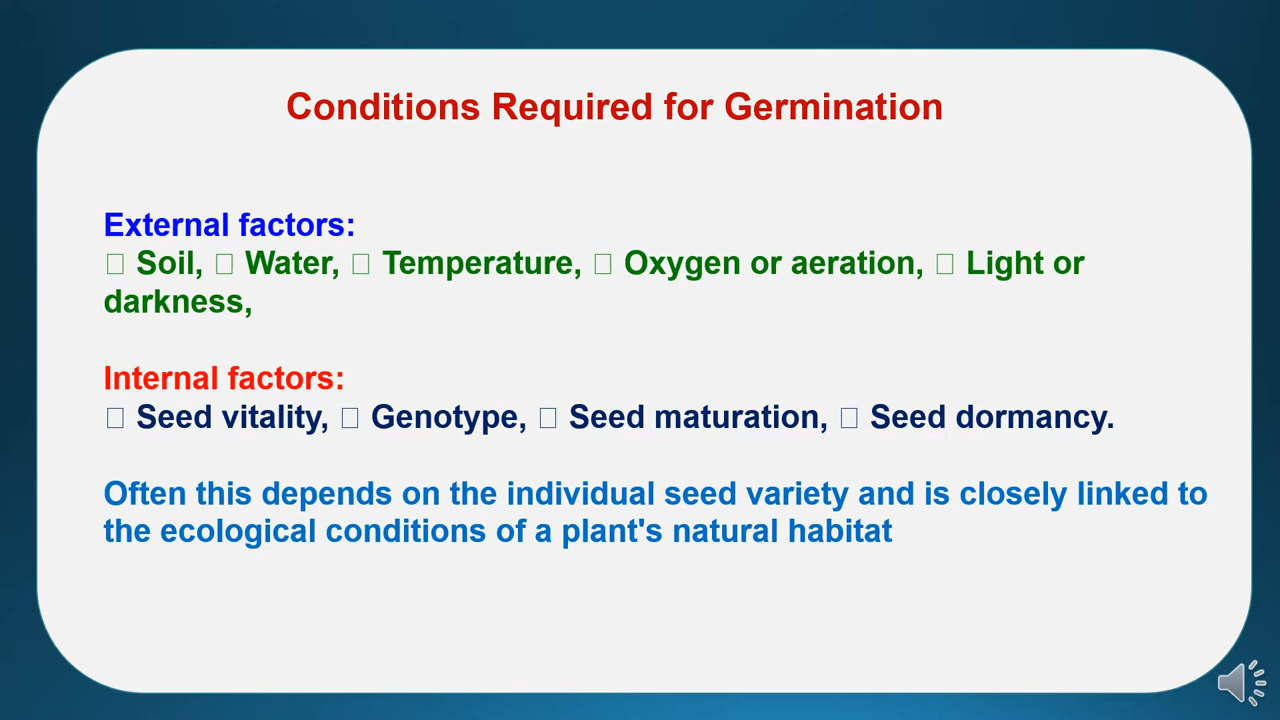 Conditions Required for Germination
External factors:
□ Soil, □ Water, □ Temperature, □ Oxygen or aeration, □ Light or
darkness,
Internal factors:
□ Seed vitality, □ Genotype, □ Seed maturation, □ Seed dormancy.
Often this depends on the individual seed variety and is closely linked to
the ecological conditions of a plant's natural habitat